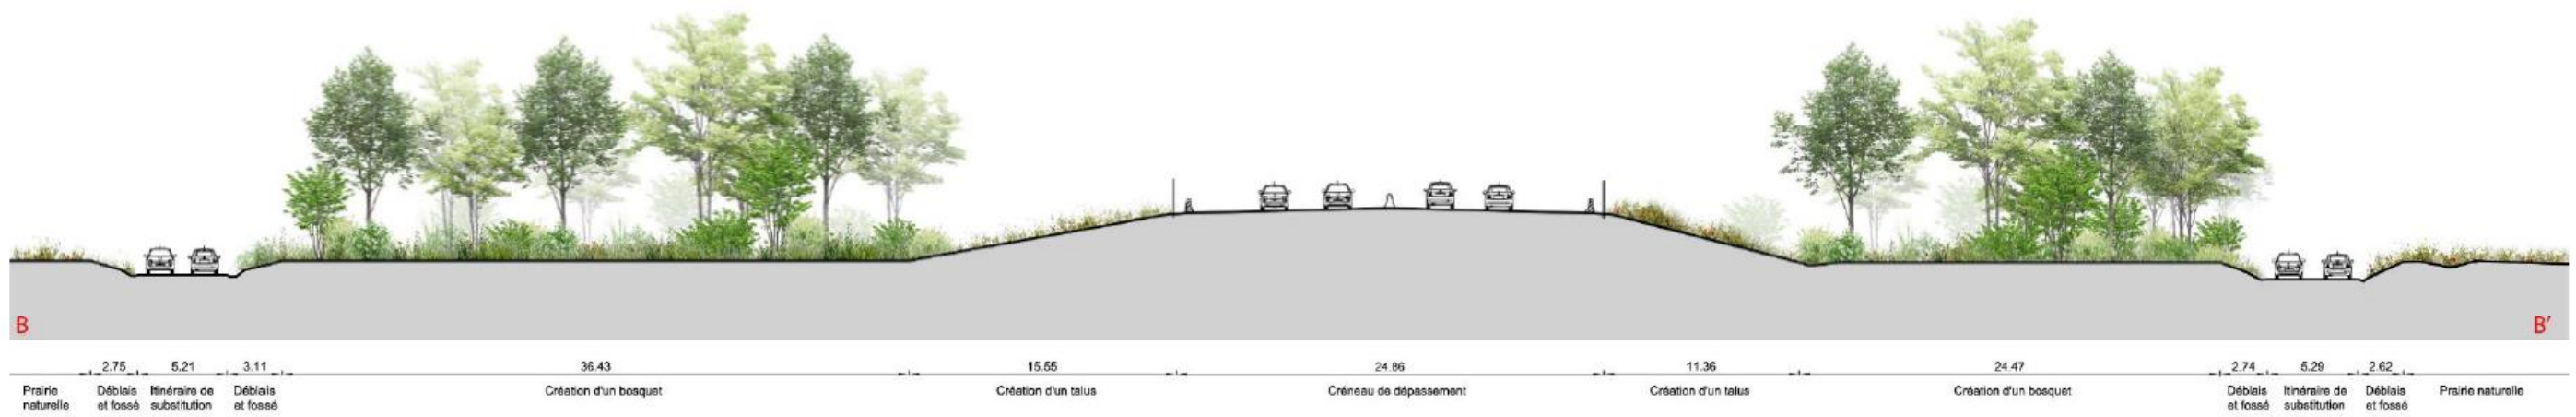 B
B'
2.75
5.21
3.11
36.43
15.55
24.86
11.36
24.47
2.74
5.29
2.62
Prairie
naturelle
Déblais
et fossé
Itinéraire de
substitution
Déblais
et fossé
Création d'un bosquet
Création d'un talus
Créneau de dépassement
Création d'un talus
Création d'un bosquet
Déblais
et fossé
Itinéraire de
substitution
Déblais
et fossé
Prairie naturelle